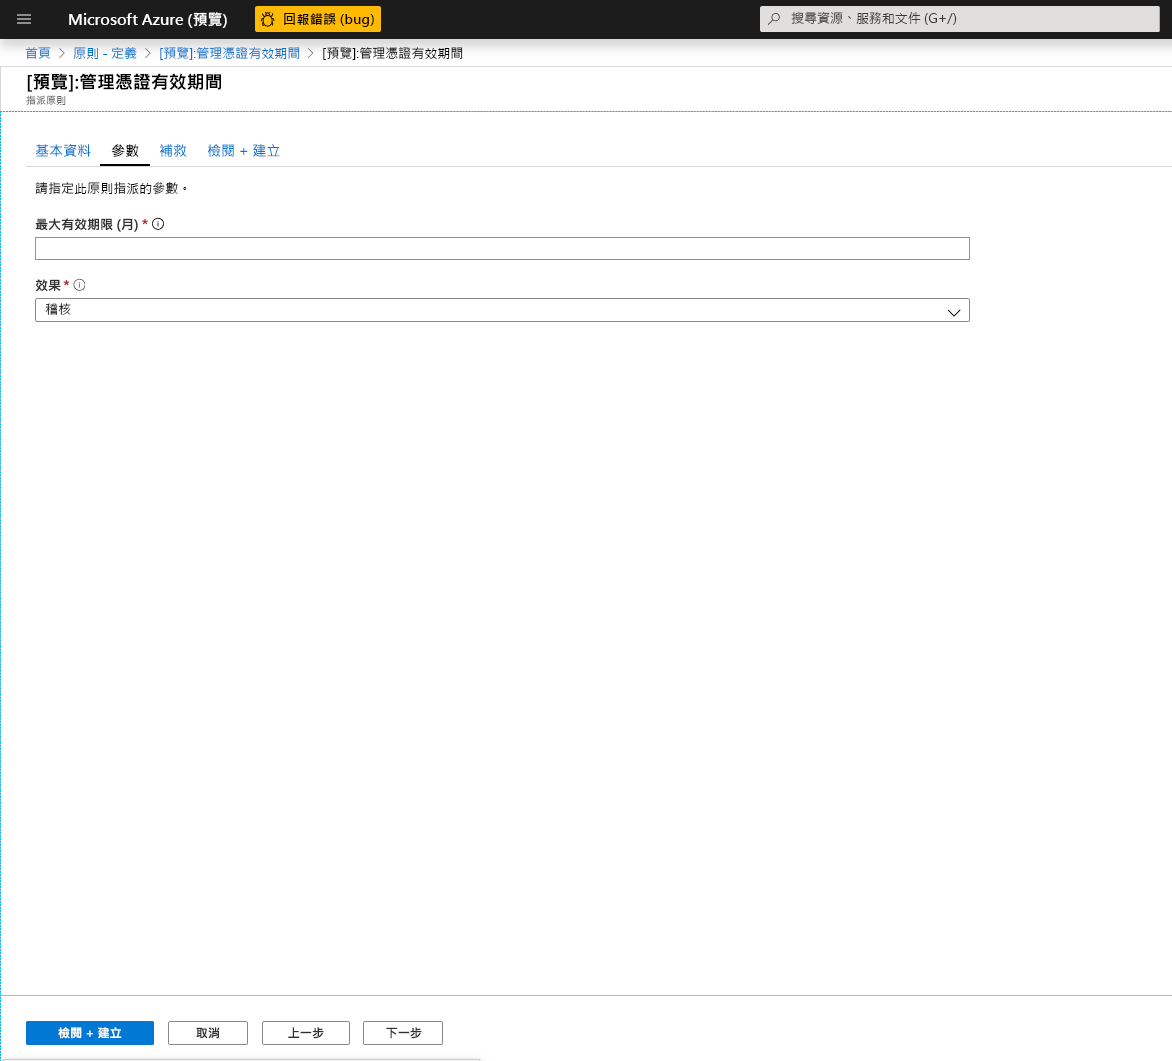 Microsoft Azure (預覽)
回報錯誤 (bug)
搜尋資源、服務和文件 (G+/)
首頁 > 原則 - 定義 > [預覽]:管理憑證有效期間 > [預覽]:管理憑證有效期間
[預覽]:管理憑證有效期間
指派原則
基本資料 參數 補救 檢閱 + 建立
請指定此原則指派的參數。
最大有效期限 (月) *
效果 *
稽核
檢閱 + 建立 取消 上一步 下一步